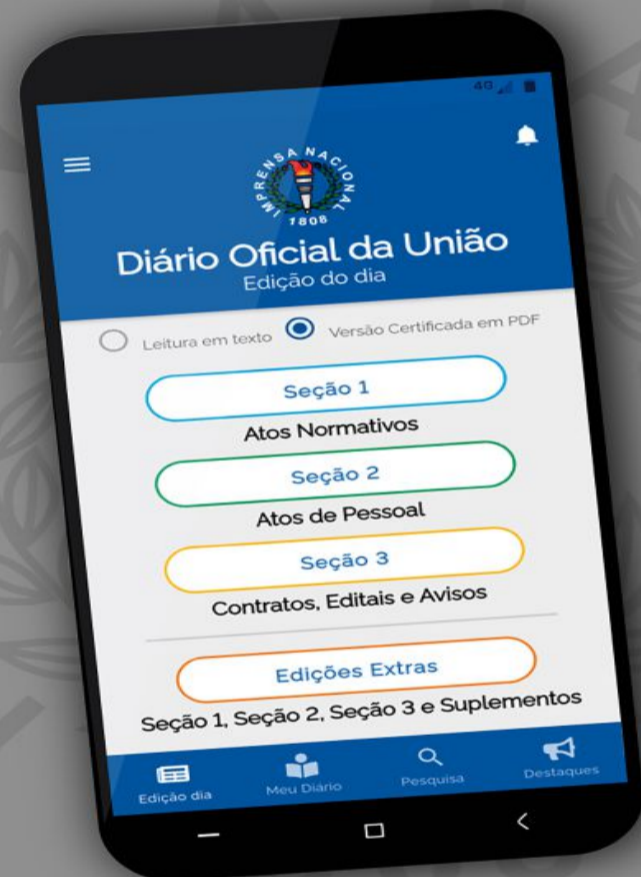 4G
IMPRENSA NACIONAL
1808
Diário Oficial da União
Edição do dia
Leitura em texto Versão Certificada em PDF
Seção 1
Atos Normativos
Seção 2
Atos de Pessoal
Seção 3
Contratos, Editais e Avisos
Edições Extras
Seção 1, Seção 2, Seção 3 e Suplementos
Edição dia Meu Diário Pesquisa Destaques